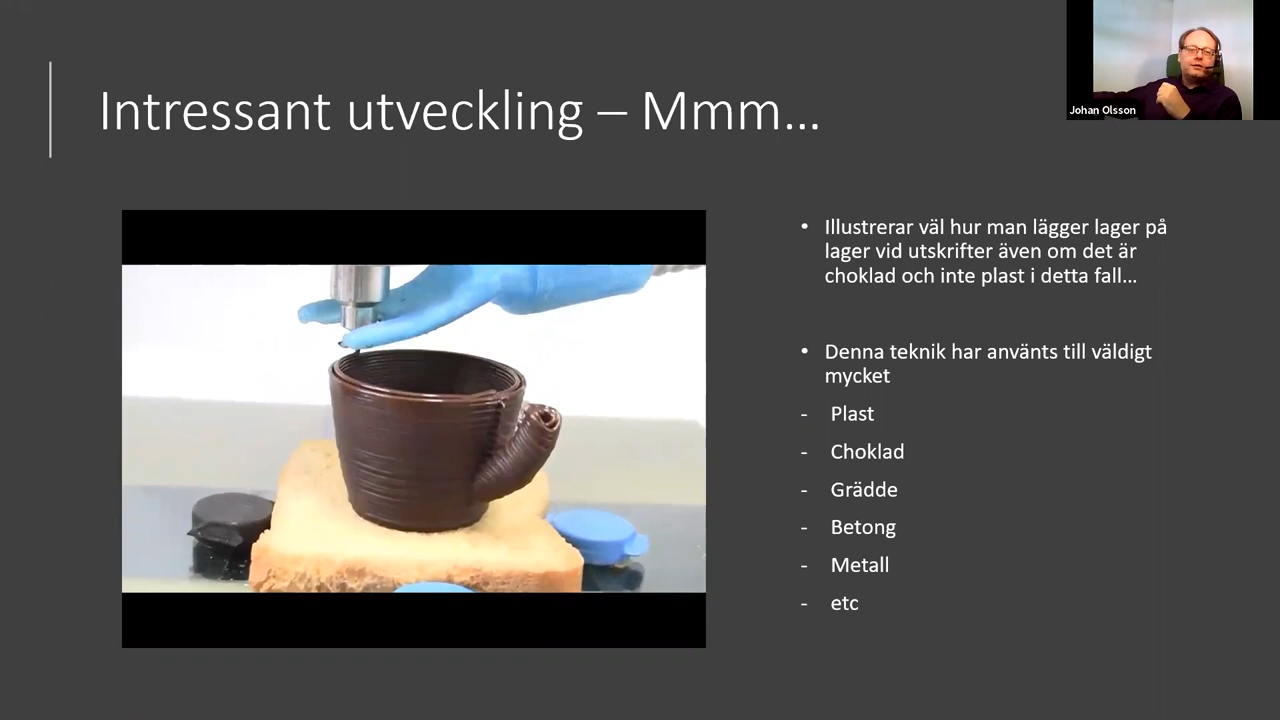 Intressant utveckling – Mmm…
Johan Olsson
• Illustrerar väl hur man lägger lager på
lager vid utskrifter även om det är
choklad och inte plast i detta fall…
• Denna teknik har använts till väldigt
mycket
- Plast
- Choklad
- Grädde
- Betong
- Metall
- etc